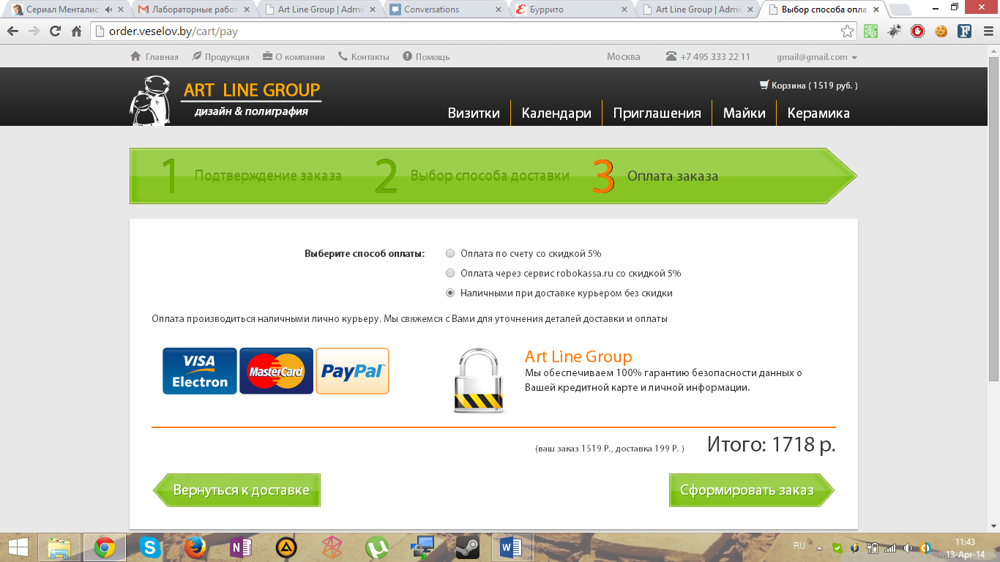 Сериал Менталис
Лабораторные работ
Art Line Group | Admi
Conversations
Буррито
Art Line Group | Admi
Выбор способа опла
order.veselov.by/cart/pay
Главная
Продукция
О компании
Контакты
Помощь
Москва
+7 495 333 22 11
gmail@gmail.com
ART LINE GROUP
дизайн & полиграфия
Корзина ( 1519 руб. )
Визитки
Календари
Приглашения
Майки
Керамика
1 Подтверждение заказа
2 Выбор способа доставки
3 Оплата заказа
Выберите способ оплаты:
Оплата по счету со скидкой 5%
Оплата через сервис robokassa.ru со скидкой 5%
Наличными при доставке курьером без скидки
Оплата производиться наличными лично курьеру. Мы свяжемся с Вами для уточнения деталей доставки и оплаты
VISA
Electron
MasterCard
PayPal™
Art Line Group
Мы обеспечиваем 100% гарантию безопасности данных о
Вашей кредитной карте и личной информации.
(ваш заказ 1519 Р., доставка 199 Р. )
Итого: 1718 р.
Вернуться к доставке
Сформировать заказ
RU
11:43
13-Apr-14